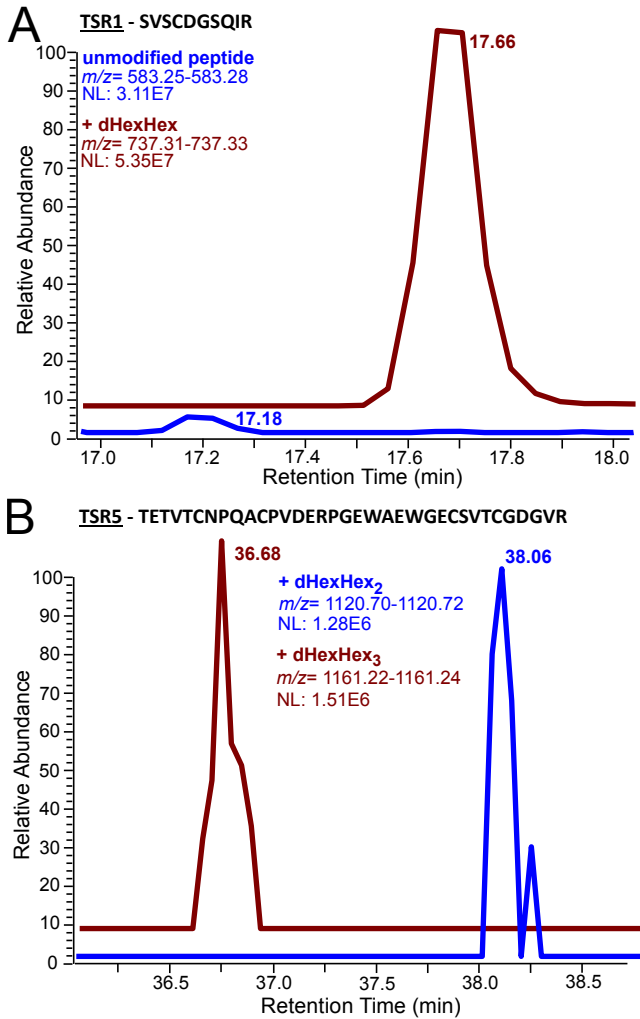 A
TSR1 - SVSCDGSQIR
unmodified peptide
m/z= 583.25-583.28
NL: 3.11E7
+ dHexHex
m/z= 737.31-737.33
NL: 5.35E7
17.66
17.18
Relative Abundance
100
90
80
70
60
50
40
30
20
10
0
17.0 17.2 17.4 17.6 17.8 18.0
Retention Time (min)
B
TSR5 - TETVTCNPQACPVDERPGEWAEWGECSVTCGDGVR
36.68
38.06
+ dHexHex2
m/z= 1120.70-1120.72
NL: 1.28E6
+ dHexHex3
m/z= 1161.22-1161.24
NL: 1.51E6
Relative Abundance
100
90
80
70
60
50
40
30
20
10
0
36.5 37.0 37.5 38.0 38.5
Retention Time (min)